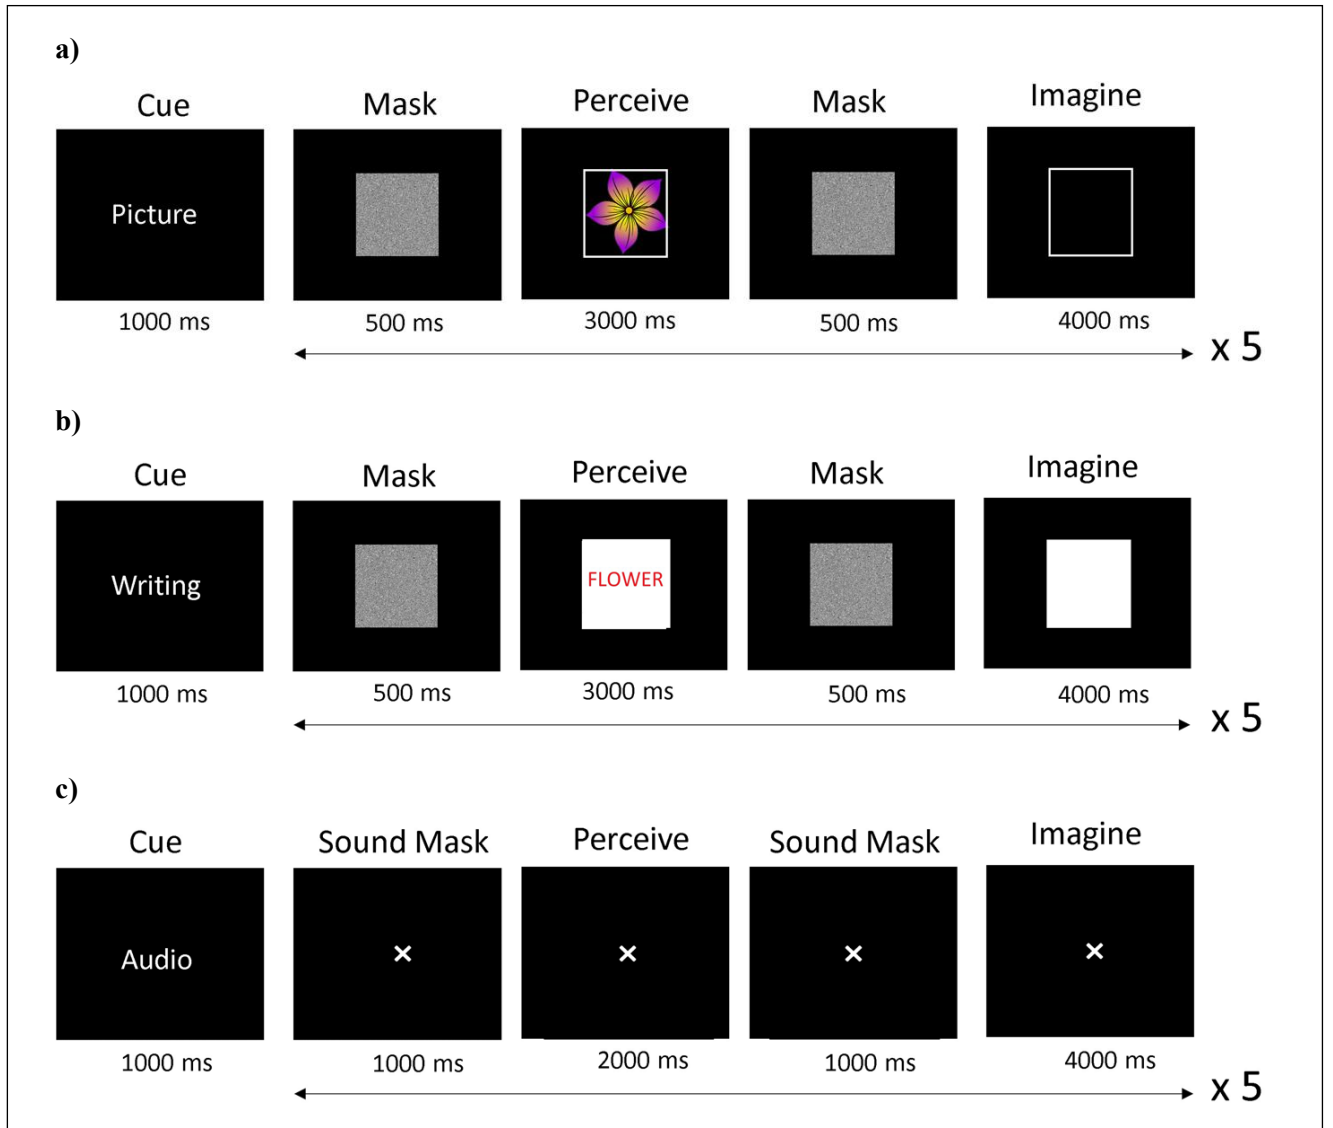 a)
Cue Mask Perceive Mask Imagine
Picture
1000 ms 500 ms 3000 ms 500 ms 4000 ms
x 5
b)
Cue Mask Perceive Mask Imagine
Writing FLOWER
1000 ms 500 ms 3000 ms 500 ms 4000 ms
x 5
c)
Cue Sound Mask Perceive Sound Mask Imagine
Audio
1000 ms 1000 ms 2000 ms 1000 ms 4000 ms
x 5